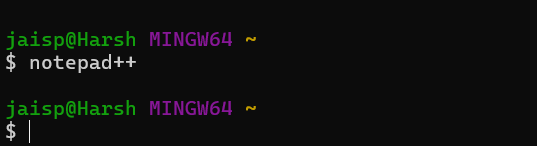 jaisp@Harsh MINGW64 ~
$ notepad++
jaisp@Harsh MINGW64 ~
$